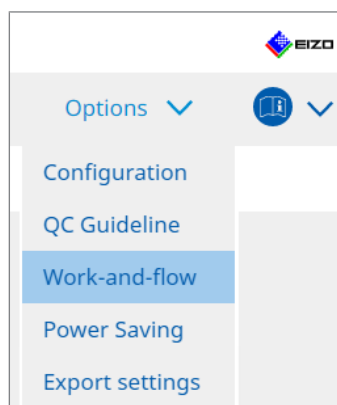 EIZO
Options
Configuration
QC Guideline
Work-and-flow
Power Saving
Export settings